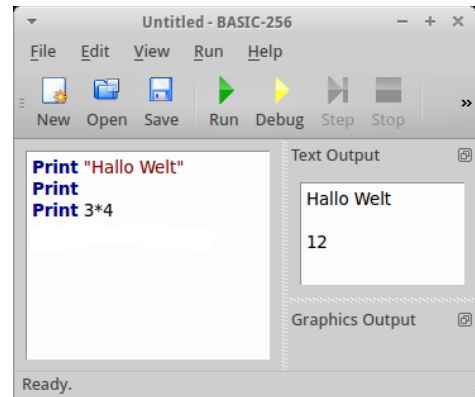 Untitled - BASIC-256
File Edit View Run Help
New Open Save Run Debug Step Stop
Print "Hallo Welt"
Print
Print 3*4
Text Output
Hallo Welt
12
Graphics Output
Ready.